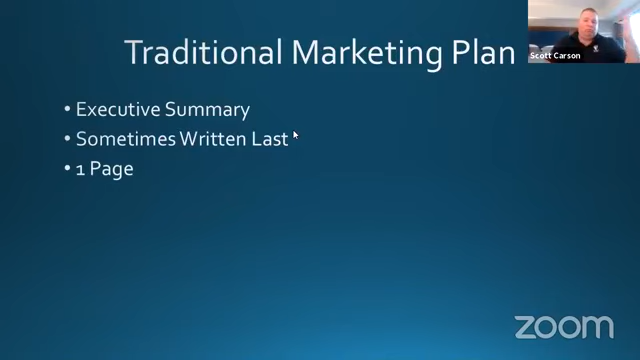 Traditional Marketing Plan
Scott Carson
• Executive Summary
• Sometimes Written Last
• 1 Page
zoom